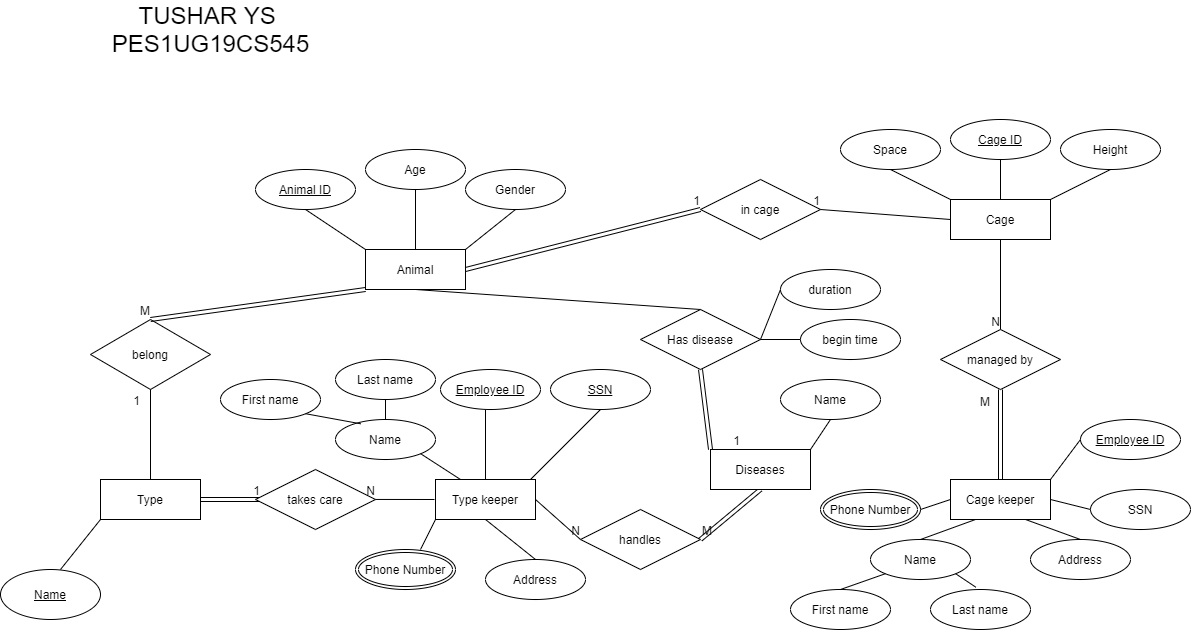 TUSHAR YS
PES1UG19CS545
Space
Cage ID
Height
Animal ID
Age
Gender
1
in cage
1
Cage
Animal
duration
M
Has disease
begin time
N
belong
managed by
1
Last name
First name
Employee ID
SSN
Name
M
Name
1
Employee ID
Diseases
Type
1
takes care
N
Type keeper
Cage keeper
Phone Number
SSN
N
handles
M
Phone Number
Address
Name
Address
Name
First name
Last name